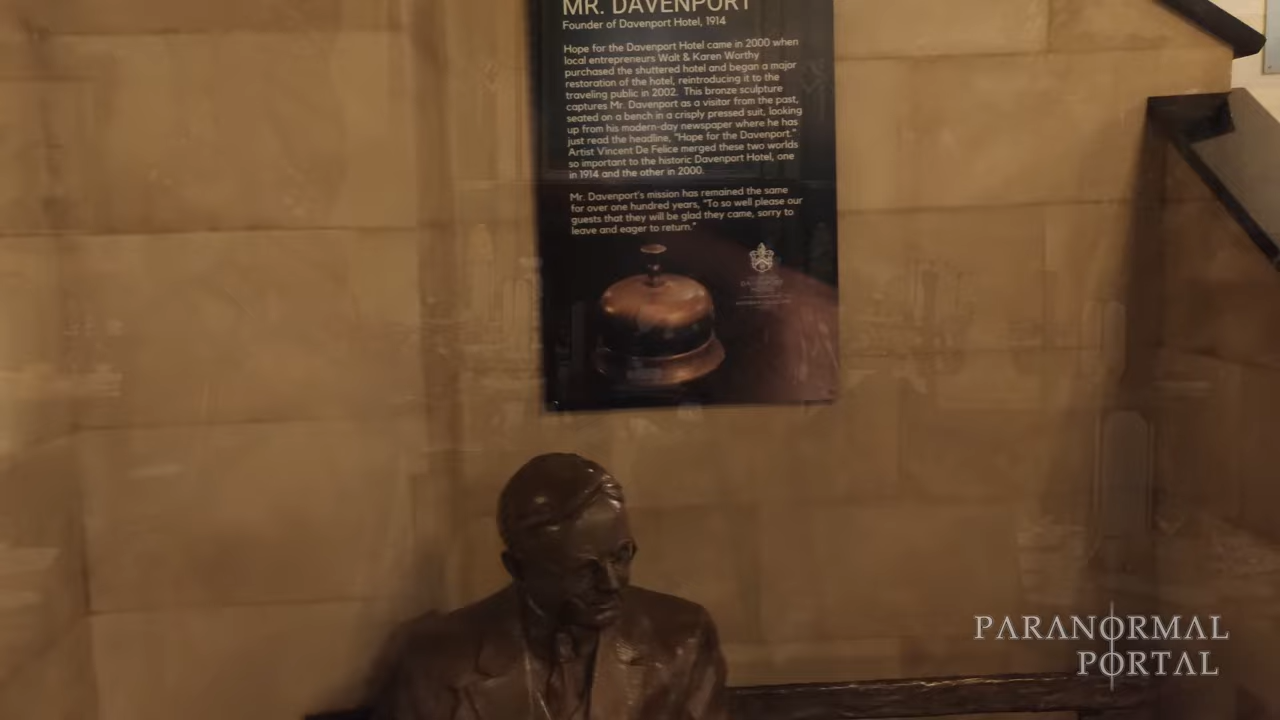 MR. DAVENPORT
Founder of Davenport Hotel, 1914
Hope for the Davenport Hotel came in 2000 when
local entrepreneurs Walt & Karen Worthy
purchased the shuttered hotel and began a major
restoration of the hotel, reintroducing it to the
traveling public in 2002. This bronze sculpture
captures Mr. Davenport as a visitor from the past,
seated on a bench in a crisply pressed suit, looking
up from his modern-day newspaper where he has
just read the headline, "Hope for the Davenport."
Artist Vincent De Felice merged these two worlds
so important to the historic Davenport Hotel, one
in 1914 and the other in 2000.
Mr. Davenport's mission has remained the same
for over one hundred years, "To so well please our
guests that they will be glad they came, sorry to
leave and eager to return."
DAVENPORT
PARANORMAL
PORTAL